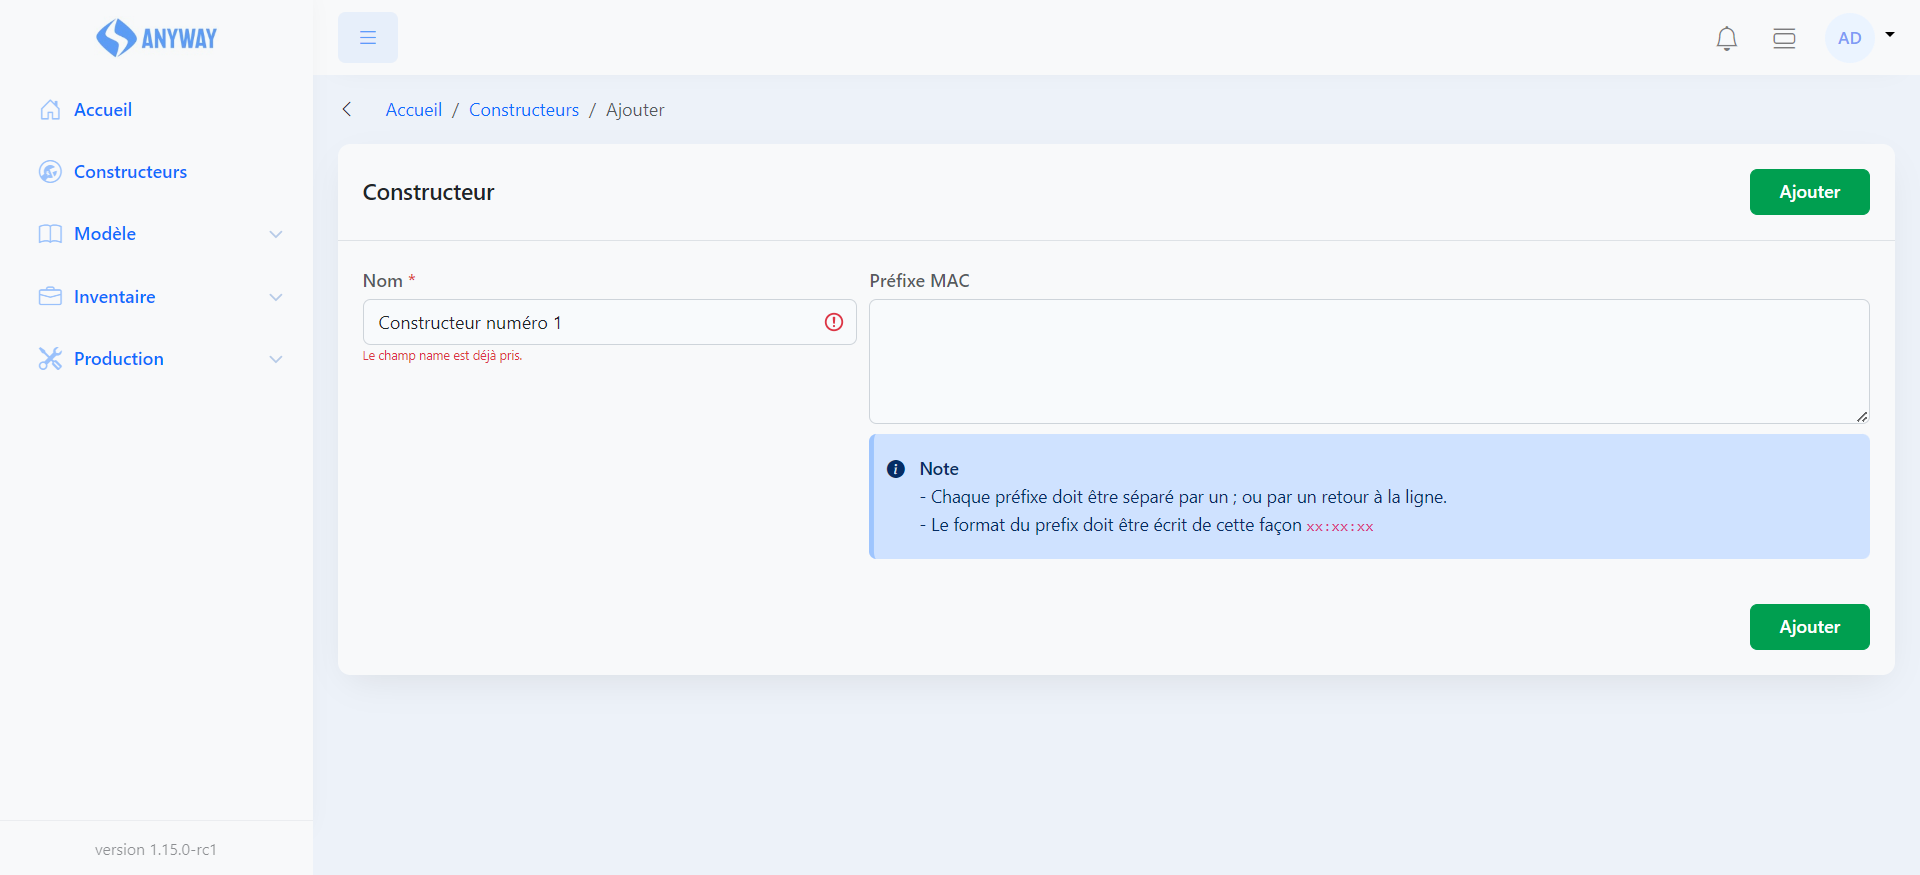 ANYWAY
AD
Accueil
Constructeurs
Modèle
Inventaire
Production
version 1.15.0-rc1
Accueil / Constructeurs / Ajouter
Constructeur
Ajouter
Nom *
Constructeur numéro 1
Le champ name est déjà pris.
Préfixe MAC
Note
- Chaque préfixe doit être séparé par un ; ou par un retour à la ligne.
- Le format du prefix doit être écrit de cette façon xx:xx:xx
Ajouter